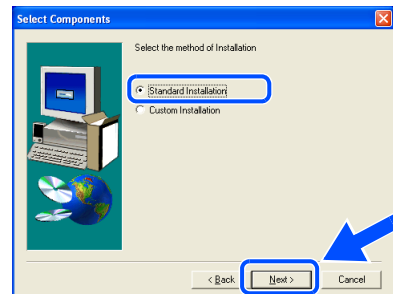 Select Components
Select the method of Installation
Standard Installation
Custom Installation
< Back Next > Cancel